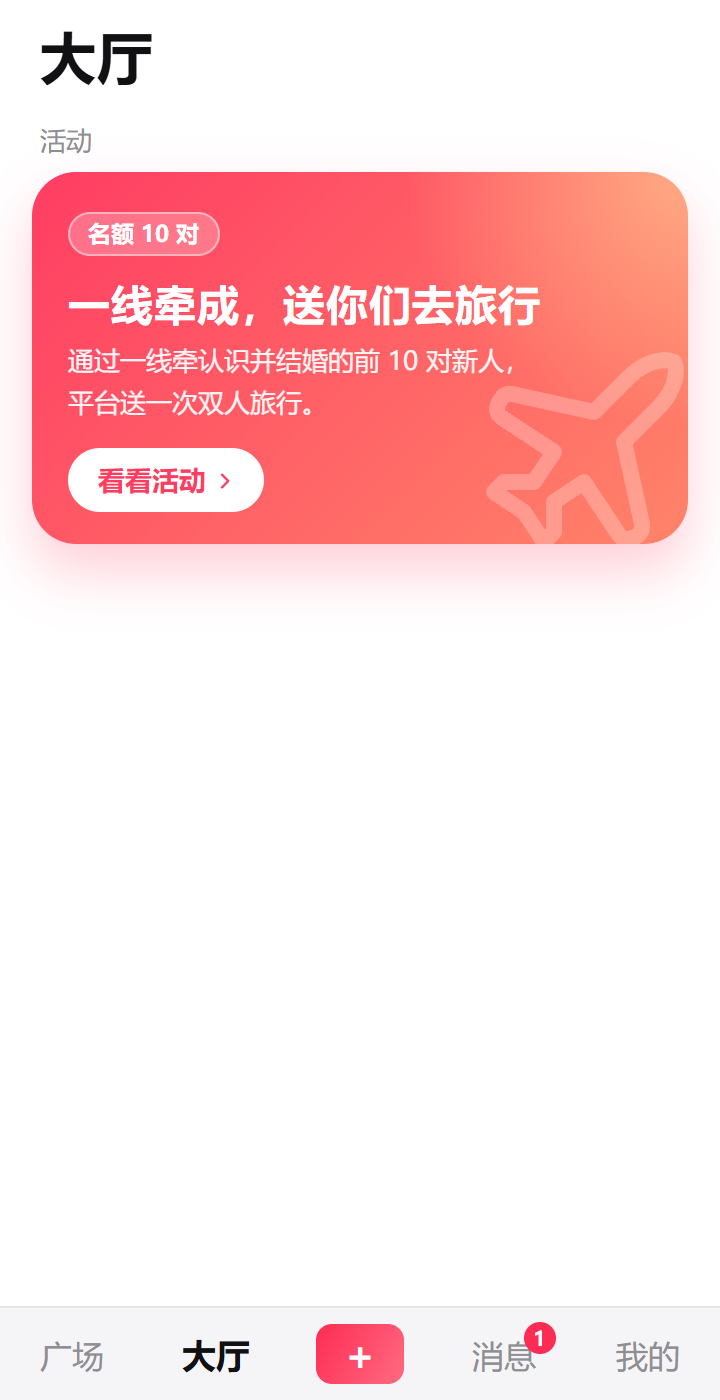 大厅
活动
名额 10 对
一线牵成，送你们去旅行
通过一线牵认识并结婚的前 10 对新人，
平台送一次双人旅行。
看看活动 ›
广场
大厅
+
消息
1
我的